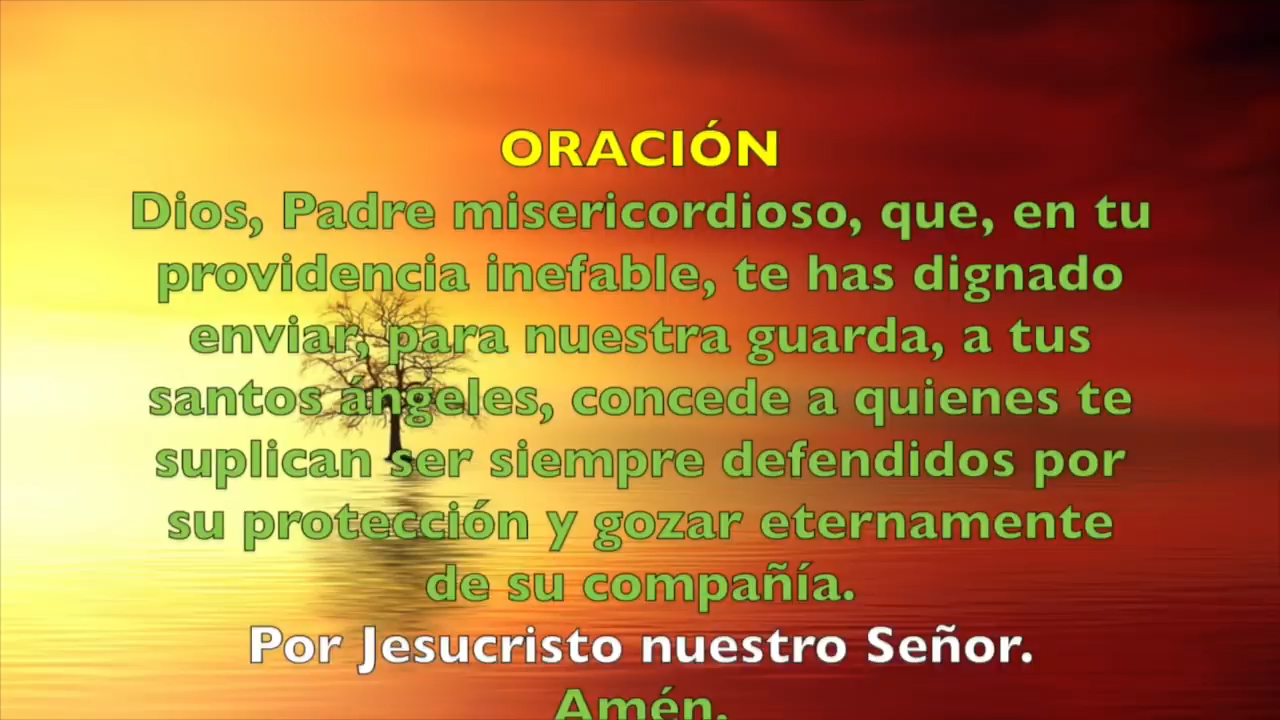 ORACIÓN
Dios, Padre misericordioso, que, en tu
providencia inefable, te has dignado
enviar, para nuestra guarda, a tus
santos ángeles, concede a quienes te
suplican ser siempre defendidos por
su protección y gozar eternamente
de su compañía.
Por Jesucristo nuestro Señor.
Amén.